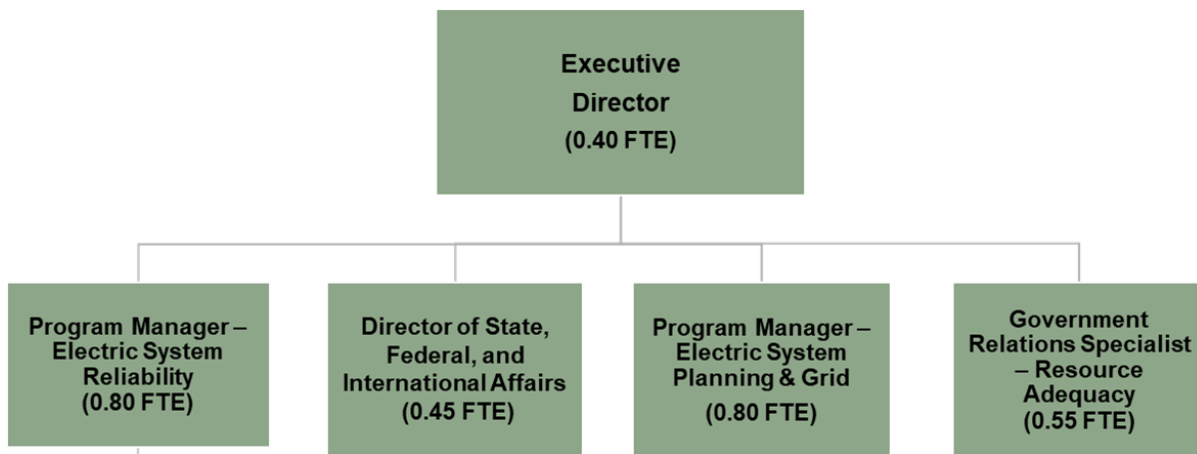 Executive
Director
(0.40 FTE)
Program Manager –
Electric System
Reliability
(0.80 FTE)
Director of State,
Federal, and
International Affairs
(0.45 FTE)
Program Manager –
Electric System
Planning & Grid
(0.80 FTE)
Government
Relations Specialist
– Resource
Adequacy
(0.55 FTE)